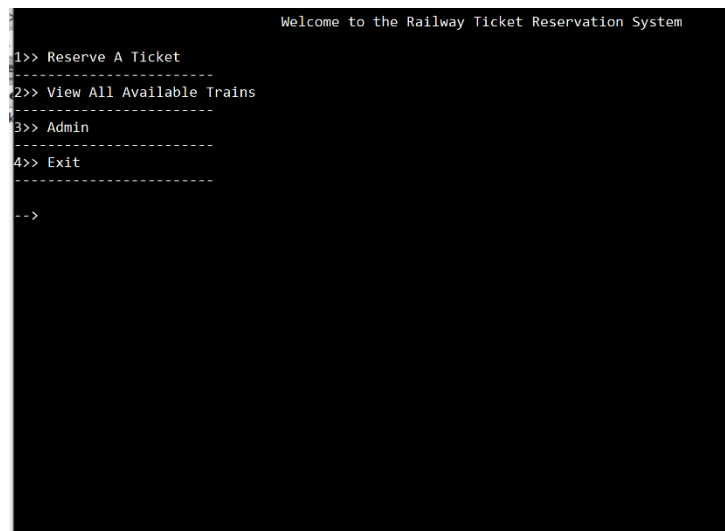 Welcome to the Railway Ticket Reservation System
1>> Reserve A Ticket
------------------------
2>> View All Available Trains
------------------------
3>> Admin
------------------------
4>> Exit
------------------------
-->